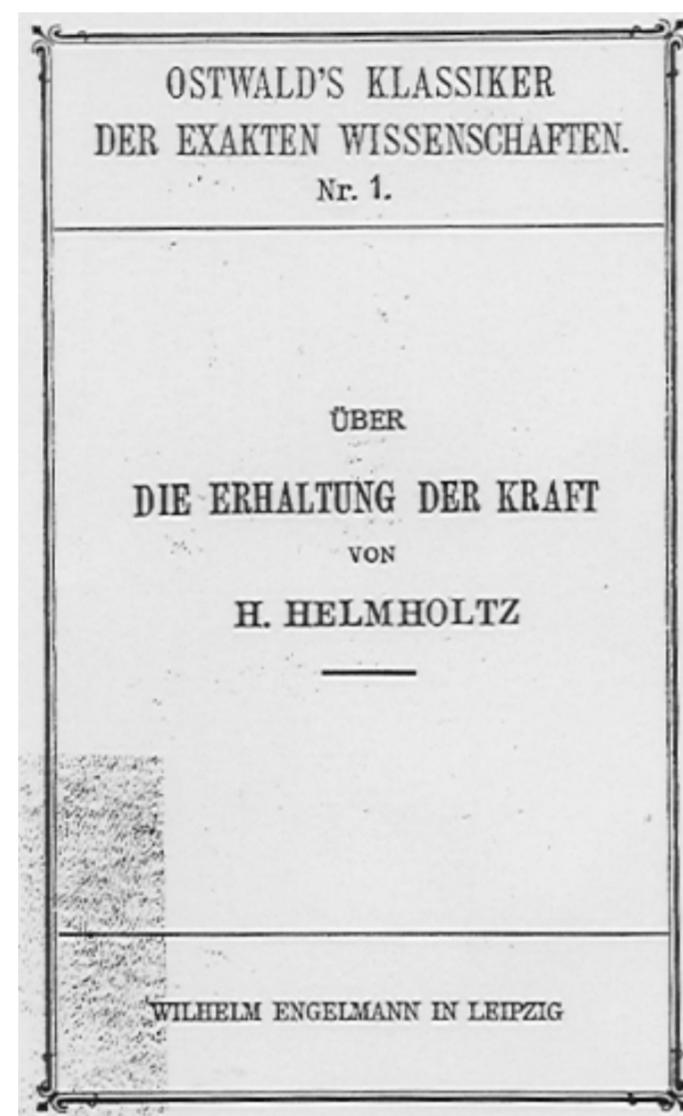 OSTWALD'S KLASSIKER
DER EXAKTEN WISSENSCHAFTEN.
Nr. 1.
ÜBER
DIE ERHALTUNG DER KRAFT
VON
H. HELMHOLTZ
WILHELM ENGELMANN IN LEIPZIG